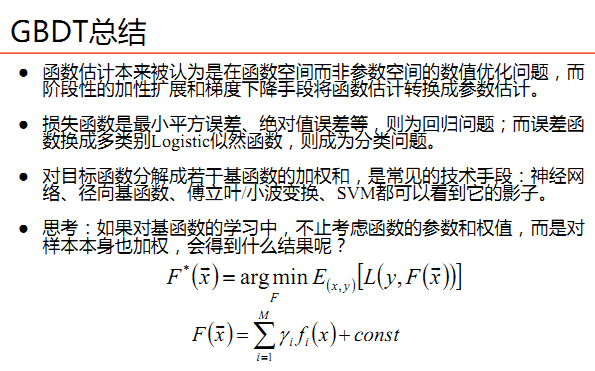 GBDT总结
● 函数估计本来被认为是在函数空间而非参数空间的数值优化问题，而
阶段性的加性扩展和梯度下降手段将函数估计转换成参数估计。
● 损失函数是最小平方误差、绝对值误差等，则为回归问题；而误差函
数换成多类别Logistic似然函数，则成为分类问题。
● 对目标函数分解成若干基函数的加权和，是常见的技术手段：神经网
络、径向基函数、傅立叶/小波变换、SVM都可以看到它的影子。
● 思考：如果对基函数的学习中，不止考虑函数的参数和权值，而是对
样本本身也加权，会得到什么结果呢？
F*(x̄) = arg min_F E_(x,y)[L(y, F(x̄))]
F(x̄) = ∑_{i=1}^{M} γ_i f_i(x) + const